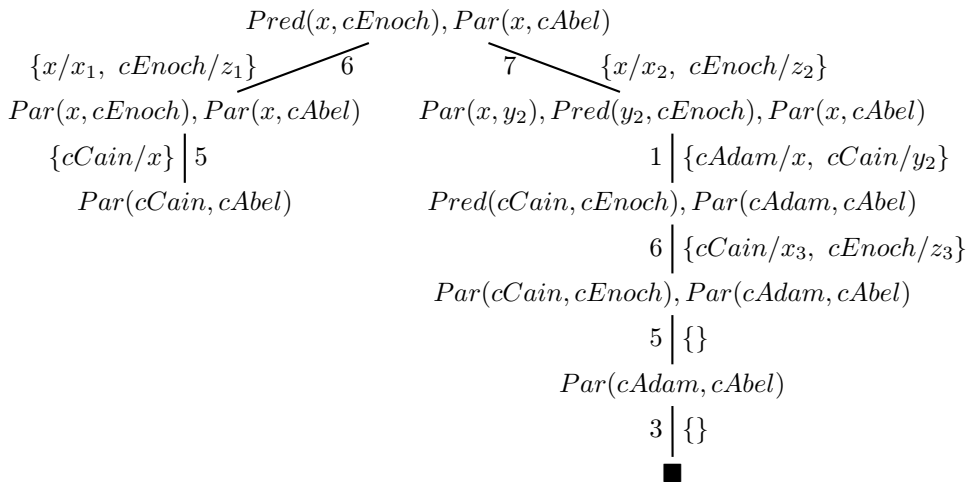 Pred(x, cEnoch), Par(x, cAbel)
{x/x₁, cEnoch/z₁} 6 7 {x/x₂, cEnoch/z₂}
Par(x, cEnoch), Par(x, cAbel) Par(x, y₂), Pred(y₂, cEnoch), Par(x, cAbel)
{cCain/x} 5 1 {cAdam/x, cCain/y₂}
Par(cCain, cAbel) Pred(cCain, cEnoch), Par(cAdam, cAbel)
6 {cCain/x₃, cEnoch/z₃}
Par(cCain, cEnoch), Par(cAdam, cAbel)
5 {}
Par(cAdam, cAbel)
3 {}